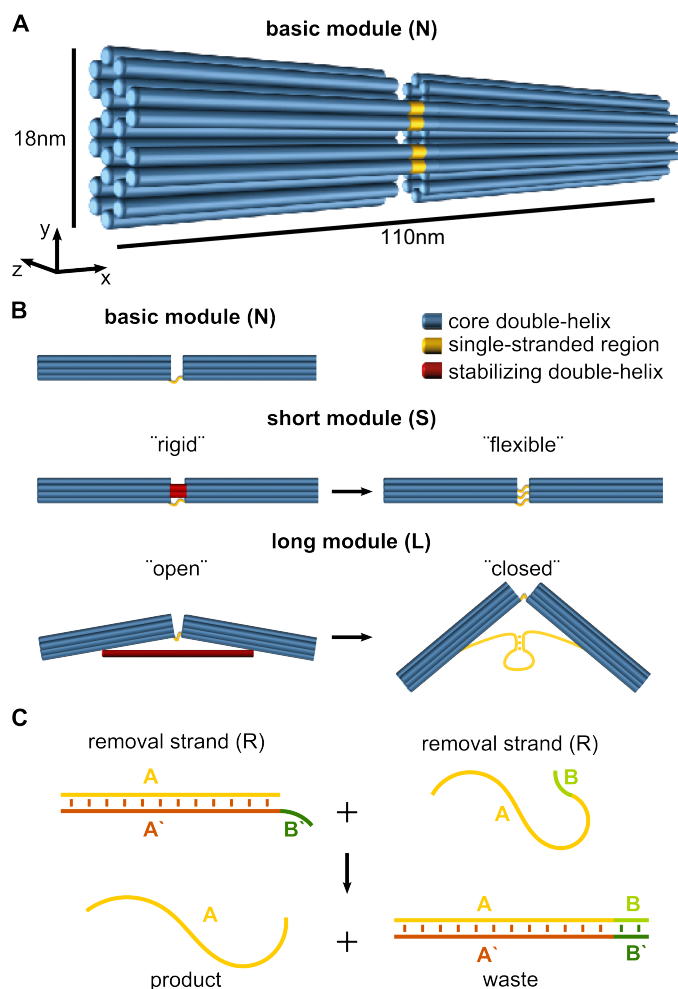 A
basic module (N)
18nm
110nm
y
z
x
B
basic module (N)
core double-helix
single-stranded region
stabilizing double-helix
short module (S)
¨rigid¨
¨flexible¨
long module (L)
¨open¨
¨closed¨
C
removal strand (R)
removal strand (R)
A
A`
B`
+
B
A
A
+
A
B
A`
B`
product
waste